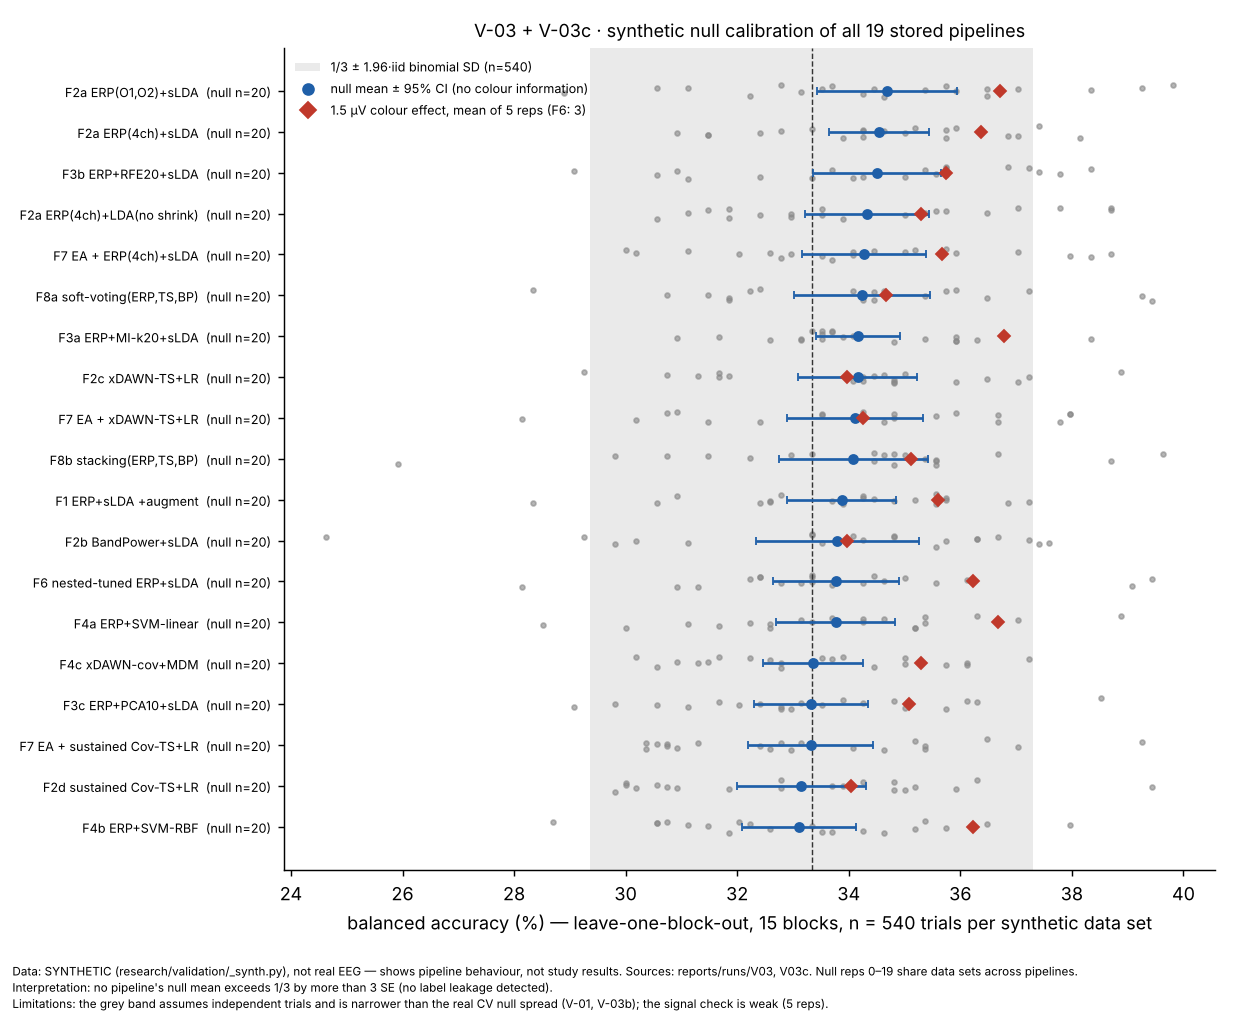 V-03 + V-03c · synthetic null calibration of all 19 stored pipelines
1/3 ± 1.96·iid binomial SD (n=540)
null mean ± 95% CI (no colour information)
1.5 µV colour effect, mean of 5 reps (F6: 3)
F2a ERP(O1,O2)+sLDA (null n=20)
F2a ERP(4ch)+sLDA (null n=20)
F3b ERP+RFE20+sLDA (null n=20)
F2a ERP(4ch)+LDA(no shrink) (null n=20)
F7 EA + ERP(4ch)+sLDA (null n=20)
F8a soft-voting(ERP,TS,BP) (null n=20)
F3a ERP+MI-k20+sLDA (null n=20)
F2c xDAWN-TS+LR (null n=20)
F7 EA + xDAWN-TS+LR (null n=20)
F8b stacking(ERP,TS,BP) (null n=20)
F1 ERP+sLDA +augment (null n=20)
F2b BandPower+sLDA (null n=20)
F6 nested-tuned ERP+sLDA (null n=20)
F4a ERP+SVM-linear (null n=20)
F4c xDAWN-cov+MDM (null n=20)
F3c ERP+PCA10+sLDA (null n=20)
F7 EA + sustained Cov-TS+LR (null n=20)
F2d sustained Cov-TS+LR (null n=20)
F4b ERP+SVM-RBF (null n=20)
24 26 28 30 32 34 36 38 40
balanced accuracy (%) — leave-one-block-out, 15 blocks, n = 540 trials per synthetic data set
Data: SYNTHETIC (research/validation/_synth.py), not real EEG — shows pipeline behaviour, not study results. Sources: reports/runs/V03, V03c. Null reps 0–19 share data sets across pipelines.
Interpretation: no pipeline's null mean exceeds 1/3 by more than 3 SE (no label leakage detected).
Limitations: the grey band assumes independent trials and is narrower than the real CV null spread (V-01, V-03b); the signal check is weak (5 reps).